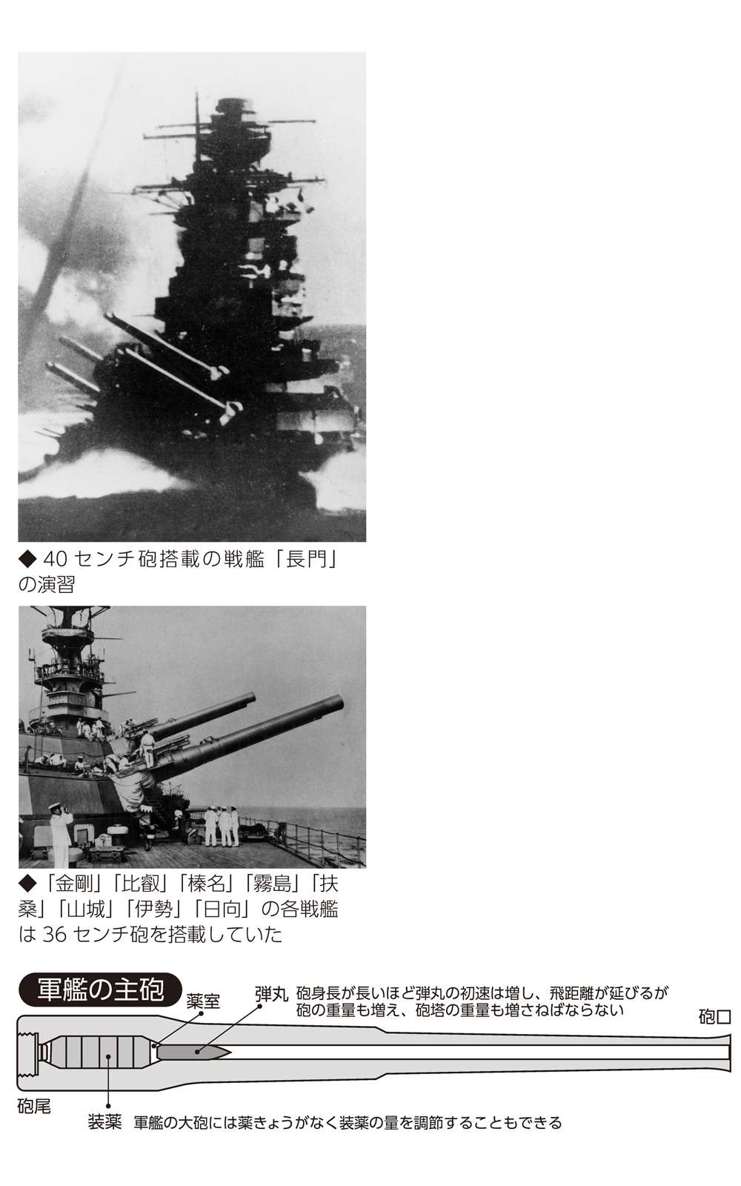 ◆ 40 センチ砲搭載の戦艦「長門」
の演習
◆「金剛」「比叡」「榛名」「霧島」「扶
桑」「山城」「伊勢」「日向」の各戦艦
は 36 センチ砲を搭載していた
軍艦の主砲
薬室
弾丸
砲身長が長いほど弾丸の初速は増し、飛距離が延びるが
砲の重量も増え、砲塔の重量も増さねばならない
砲口
砲尾
装薬
軍艦の大砲には薬きょうがなく装薬の量を調節することもできる